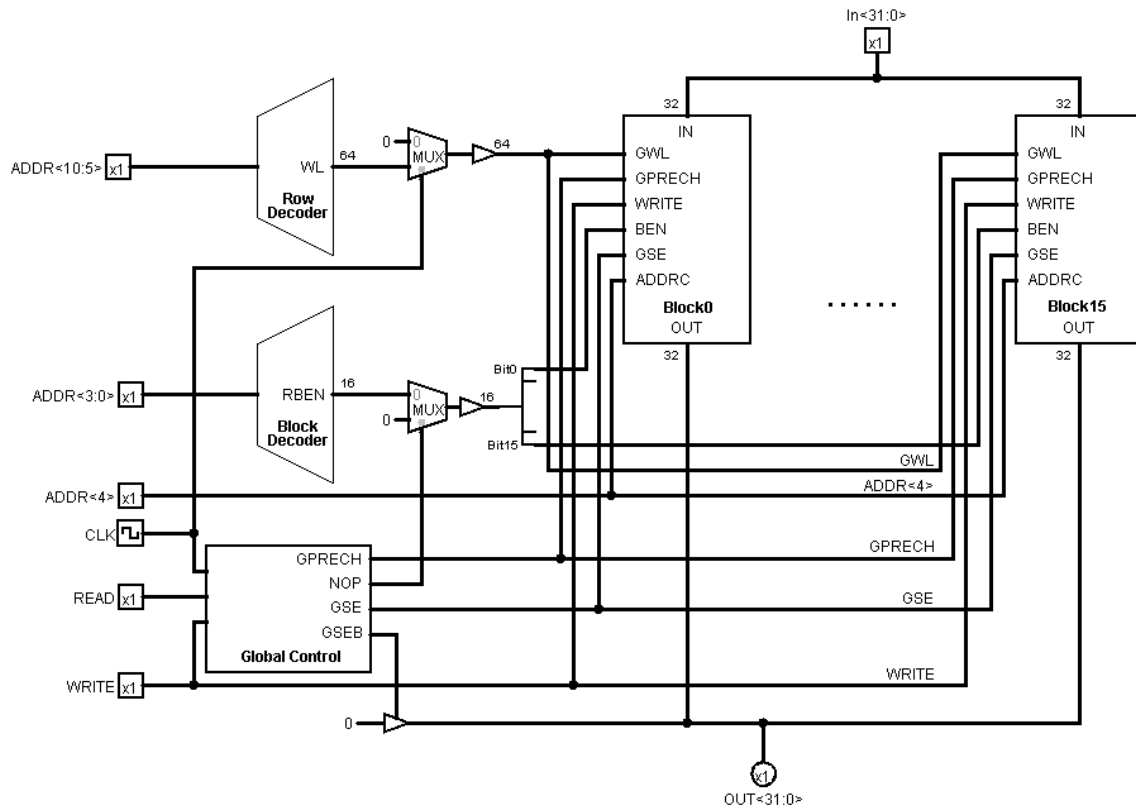 In<31:0>
x1
32
32
IN
IN
0
0
MUX
64
64
WL
ADDR<10:5>
x1
Row
Decoder
GWL
GPRECH
WRITE
BEN
GSE
ADDRC
Block0
OUT
32
......
GWL
GPRECH
WRITE
BEN
GSE
ADDRC
Block15
OUT
32
ADDR<3:0>
x1
RBEN
16
Block
Decoder
0
MUX
0
16
Bit0
Bit15
GWL
ADDR<4>
x1
ADDR<4>
CLK
READ
x1
GPRECH
NOP
GSE
GSEB
Global Control
GPRECH
GSE
WRITE
x1
WRITE
0
x1
OUT<31:0>